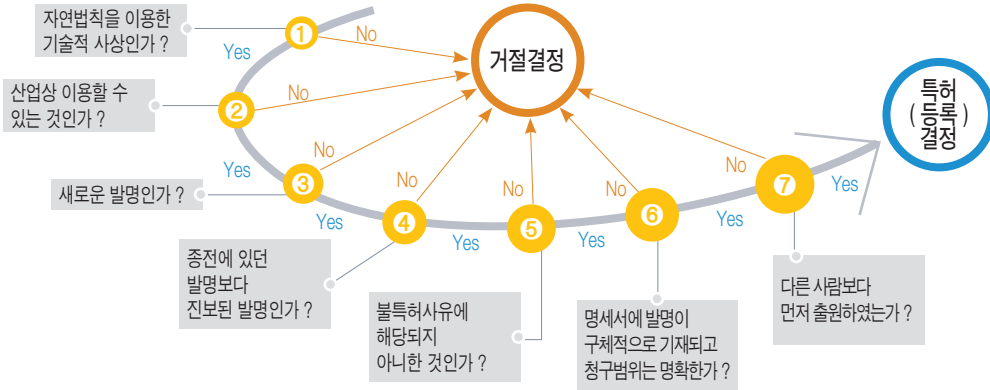 자연법칙을 이용한
기술적 사상인가 ?
1
No
Yes
거절결정
산업상 이용할 수
있는 것인가 ?
2
No
Yes
특허
( 등록 )
결정
새로운 발명인가 ?
3
No
Yes
종전에 있던
발명보다
진보된 발명인가 ?
4
No
Yes
불특허사유에
해당되지
아니한 것인가 ?
5
No
Yes
명세서에 발명이
구체적으로 기재되고
청구범위는 명확한가 ?
6
No
Yes
다른 사람보다
먼저 출원하였는가 ?
7
No
Yes